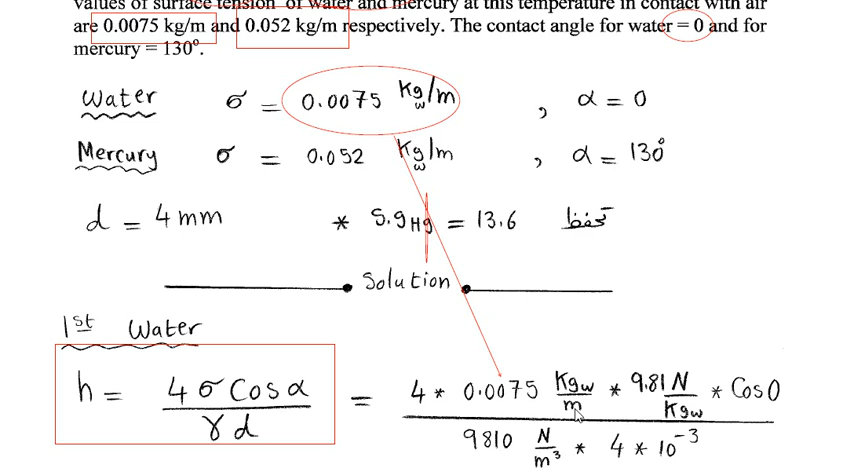 values of surface tension of water and mercury at this temperature in contact with air
are 0.0075 kg/m and 0.052 kg/m respectively. The contact angle for water = 0 and for
mercury = 130°.
Water σ = 0.0075 Kgw/m , α = 0
Mercury σ = 0.052 Kgw/m , α = 130°
d = 4mm * S.gHg = 13.6 تحفظ
Solution
1st Water
h = 4 σ Cos α / γ d = 4 * 0.0075 Kgw/m * 9.81 N/Kgw * Cos 0 / 9810 N/m³ * 4 * 10⁻³